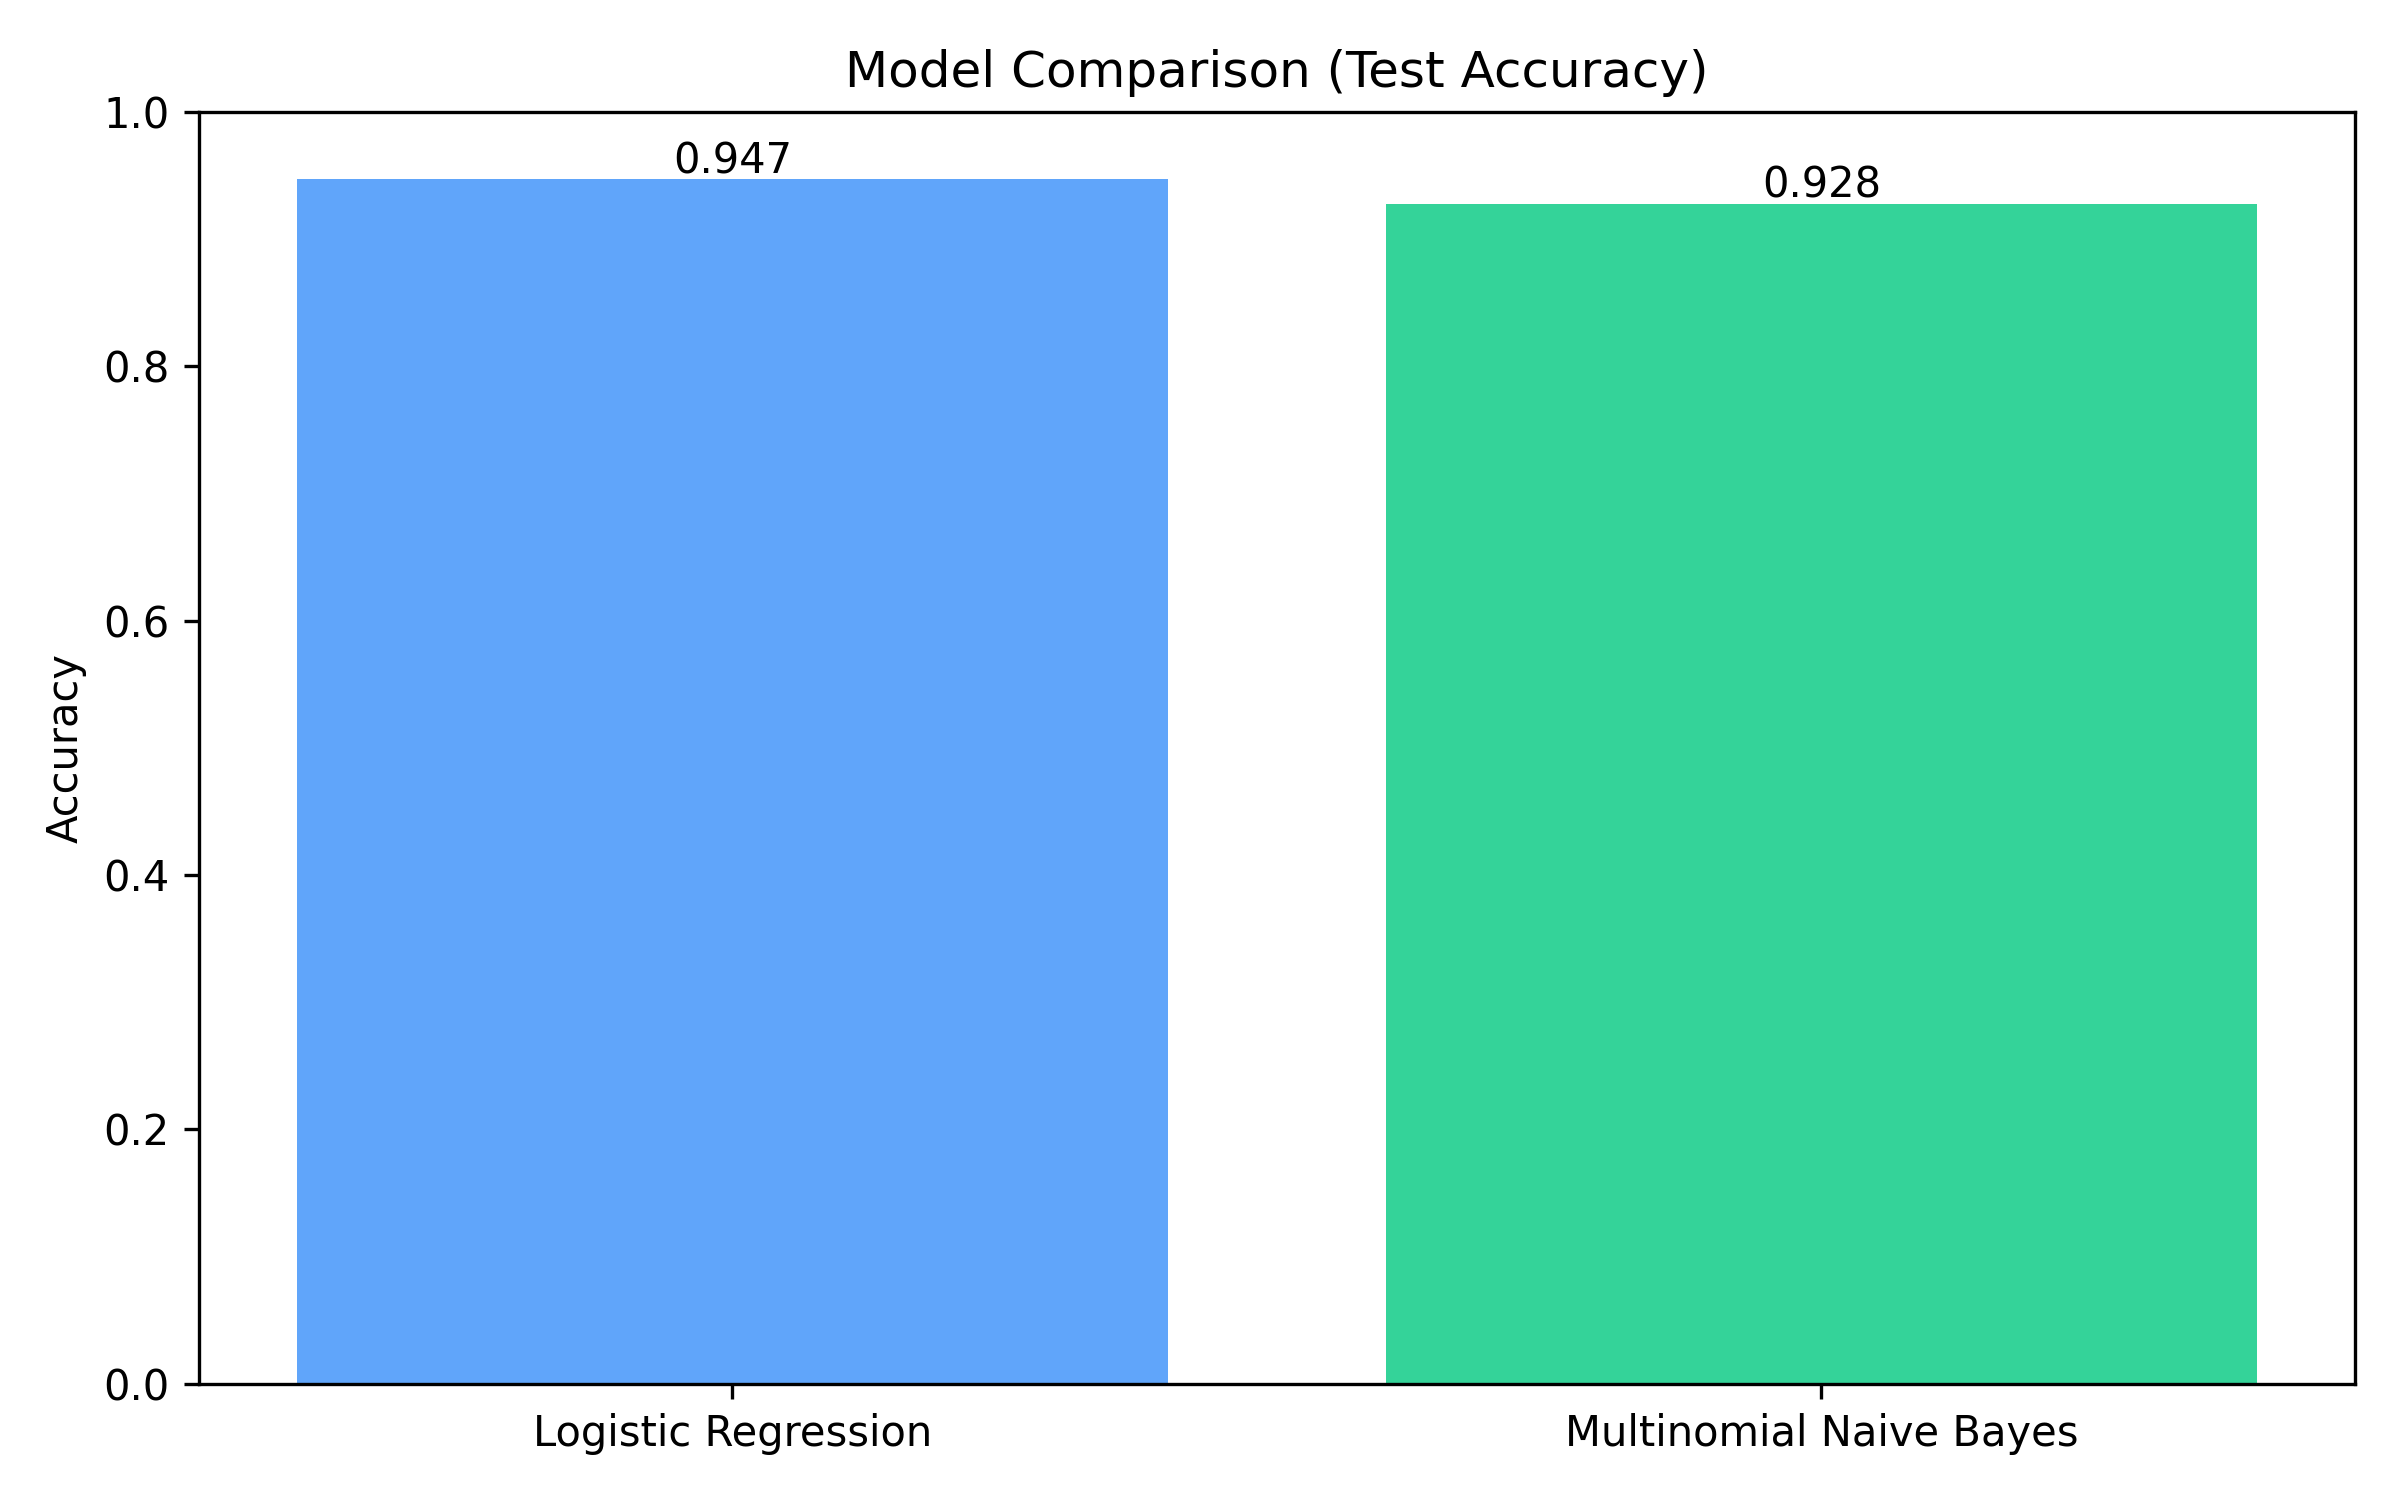 Model Comparison (Test Accuracy)
1.0
0.947
0.928
0.8
0.6
Accuracy
0.4
0.2
0.0
Logistic Regression
Multinomial Naive Bayes